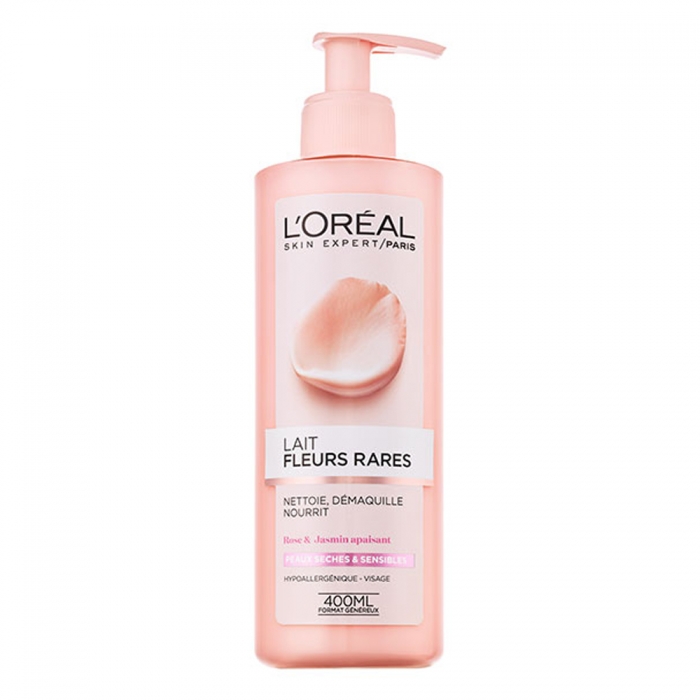 L'ORÉAL
SKIN EXPERT/PARIS
LAIT
FLEURS RARES
NETTOIE, DÉMAQUILLE
NOURRIT
Rose & Jasmin apaisant
PEAUX SÈCHES & SENSIBLES
HYPOALLERGÉNIQUE - VISAGE
400ML
FORMAT GÉNÉREUX